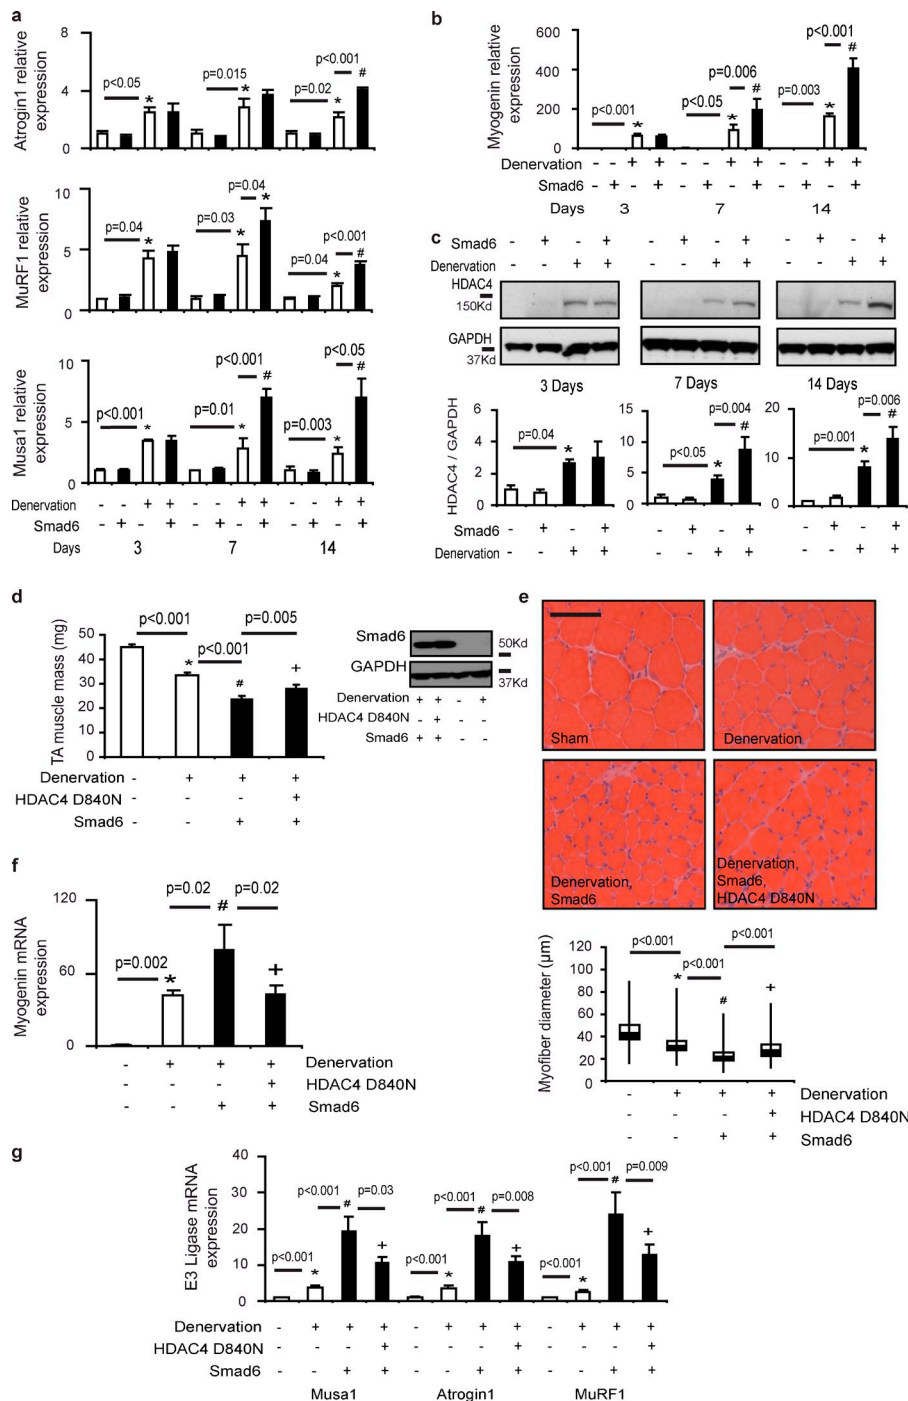 a
Atrogin1 relative
expression
8
4
0
p<0.05
*
p=0.015
*
p=0.02
*
p<0.001
#
MuRF1 relative
expression
10
5
0
p=0.04
*
p=0.03
*
p=0.04
*
p=0.04
*
p<0.001
#
Musa1 relative
expression
10
5
0
p<0.001
*
p=0.01
*
p<0.001
#
p=0.003
*
p<0.05
#
Denervation - - + + - - + + - - + +
Smad6 - + - + - + - + - + - +
Days 3 7 14
b
Myogenin relative
expression
600
400
200
0
p<0.001
*
p<0.05
*
p=0.006
#
p=0.003
*
p<0.001
#
Denervation - - + + - - + + - - + +
Smad6 - + - + - + - + - + - +
Days 3 7 14
c
Smad6 - + - + - + - + - + - +
Denervation - - + + - - + + - - + +
HDAC4
150Kd
GAPDH
37Kd
3 Days 7 Days 14 Days
HDAC4 / GAPDH
6
4
2
0
p=0.04
*
15
10
5
0
p<0.05
*
p=0.004
#
20
10
0
p=0.001
*
p=0.006
#
Smad6 - + - + - + - + - + - +
Denervation - - + + - - + + - - + +
d
TA muscle mass (mg)
50
40
30
20
10
0
p<0.001
*
p<0.001
#
p=0.005
+
Denervation - + + +
HDAC4 D840N - - - +
Smad6 - - + +
Smad6
50Kd
GAPDH
37Kd
Denervation + + - +
HDAC4 D840N - + - -
Smad6 + + - -
e
Sham
Denervation
Denervation,
Smad6
Denervation,
Smad6,
HDAC4 D840N
Myofiber diameter (µm)
120
100
80
60
40
20
0
p<0.001
*
p<0.001
#
p<0.001
+
- + + + Denervation
- - - + HDAC4 D840N
- - + + Smad6
f
Myogenin mRNA
expression
120
60
0
p=0.002
*
p=0.02
#
p=0.02
+
- + + + Denervation
- - - + HDAC4 D840N
- - + + Smad6
g
E3 Ligase mRNA
expression
40
30
20
10
0
p<0.001
*
p<0.001
#
p=0.03
+
p<0.001
*
p<0.001
#
p=0.008
+
p<0.001
*
p<0.001
#
p=0.009
+
Denervation - + + + - + + + - + + +
HDAC4 D840N - - - + - - - + - - - +
Smad6 - - + + - - + + - - + +
Musa1 Atrogin1 MuRF1